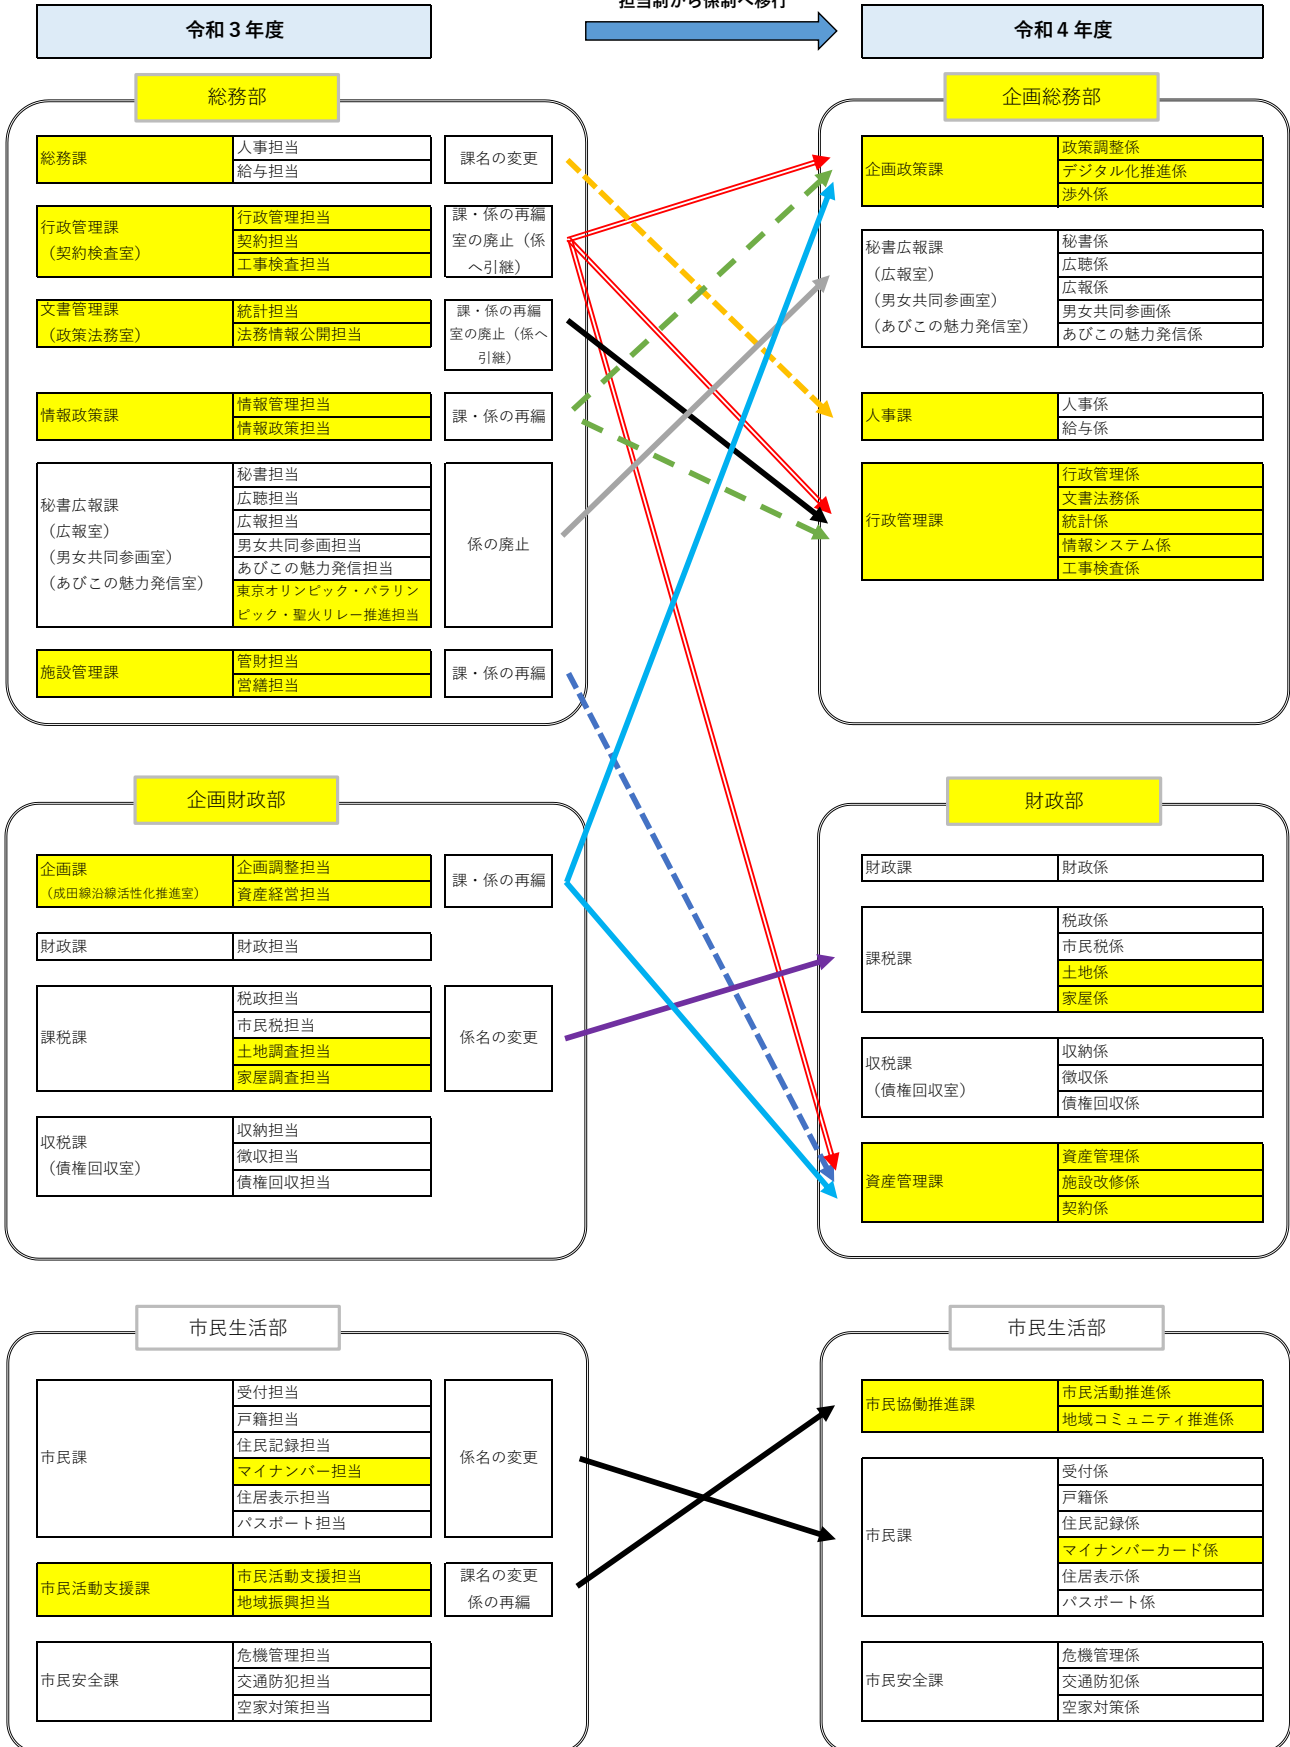 担当制から係制へ移行
令和３年度
令和４年度
総務部
総務課
人事担当
給与担当
課名の変更
行政管理課
（契約検査室）
行政管理担当
契約担当
工事検査担当
課・係の再編
室の廃止（係
へ引継）
文書管理課
（政策法務室）
統計担当
法務情報公開担当
課・係の再編
室の廃止（係へ
引継）
情報政策課
情報管理担当
情報政策担当
課・係の再編
秘書広報課
（広報室）
（男女共同参画室）
（あびこの魅力発信室）
秘書担当
広聴担当
広報担当
男女共同参画担当
あびこの魅力発信担当
東京オリンピック・パラリン
ピック・聖火リレー推進担当
係の廃止
施設管理課
管財担当
営繕担当
課・係の再編
企画総務部
企画政策課
政策調整係
デジタル化推進係
渉外係
秘書広報課
（広報室）
（男女共同参画室）
（あびこの魅力発信室）
秘書係
広聴係
広報係
男女共同参画係
あびこの魅力発信係
人事課
人事係
給与係
行政管理課
行政管理係
文書法務係
統計係
情報システム係
工事検査係
企画財政部
企画課
（成田線沿線活性化推進室）
企画調整担当
資産経営担当
課・係の再編
財政課
財政担当
課税課
税政担当
市民税担当
土地調査担当
家屋調査担当
係名の変更
収税課
（債権回収室）
収納担当
徴収担当
債権回収担当
財政部
財政課
財政係
課税課
税政係
市民税係
土地係
家屋係
収税課
（債権回収室）
収納係
徴収係
債権回収係
資産管理課
資産管理係
施設改修係
契約係
市民生活部
市民課
受付担当
戸籍担当
住民記録担当
マイナンバー担当
住居表示担当
パスポート担当
係名の変更
市民活動支援課
市民活動支援担当
地域振興担当
課名の変更
係の再編
市民安全課
危機管理担当
交通防犯担当
空家対策担当
市民生活部
市民協働推進課
市民活動推進係
地域コミュニティ推進係
市民課
受付係
戸籍係
住民記録係
マイナンバーカード係
住居表示係
パスポート係
市民安全課
危機管理係
交通防犯係
空家対策係